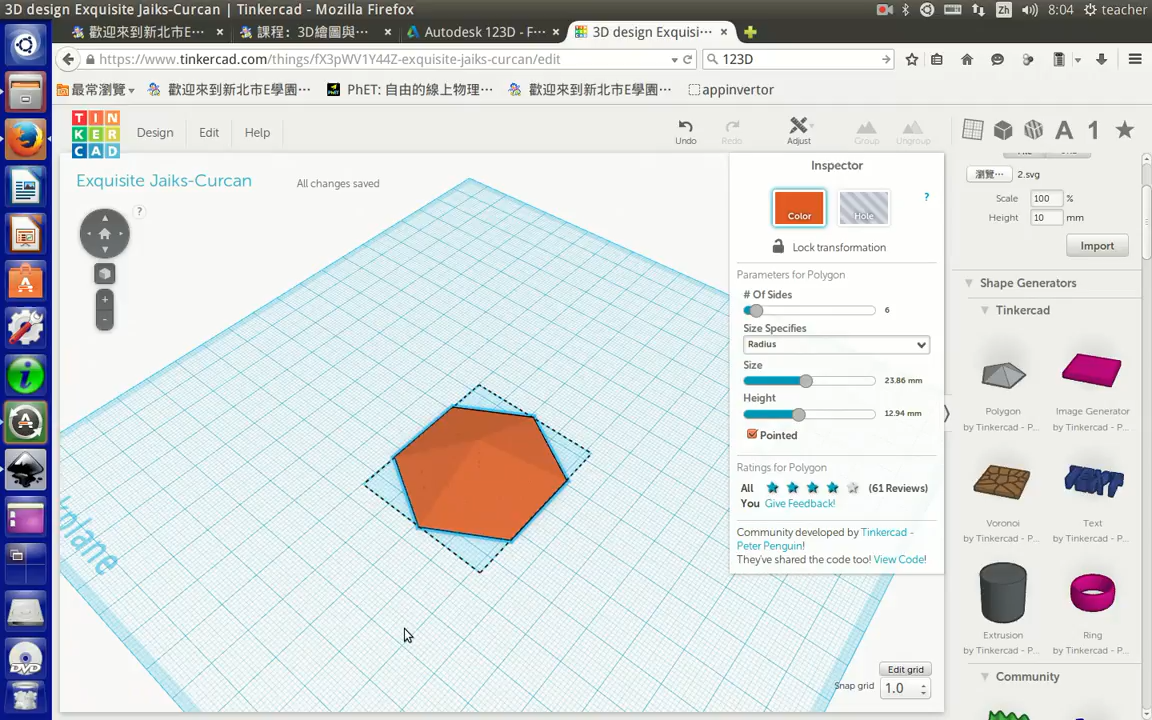 3D design Exquisite Jaiks-Curcan | Tinkercad - Mozilla Firefox
Zh
8:04
teacher
歡迎來到新北市E…
課程: 3D繪圖與…
Autodesk 123D - F…
3D design Exquisi…
https://www.tinkercad.com/things/fX3pWV1Y44Z-exquisite-jaiks-curcan/edit
123D
最常瀏覽
歡迎來到新北市E學園…
PhET: 自由的線上物理…
歡迎來到新北市E學園…
appinvertor
TIN
KER
CAD
Design
Edit
Help
Undo
Redo
Adjust
Group
Ungroup
Exquisite Jaiks-Curcan
All changes saved
?
Inspector
Color
Hole
?
Lock transformation
Parameters for Polygon
# Of Sides
6
Size Specifies
Radius
Size
23.86 mm
Height
12.94 mm
Pointed
Ratings for Polygon
All
(61 Reviews)
You Give Feedback!
Community developed by Tinkercad -
Peter Penguin!
They've shared the code too! View Code!
Edit grid
Snap grid
1.0
瀏覽…
2.svg
Scale
100
%
Height
10
mm
Import
Shape Generators
Tinkercad
Polygon
by Tinkercad - P...
Image Generator
by Tinkercad - P...
Voronoi
by Tinkercad - P...
Text
by Tinkercad - P...
Extrusion
by Tinkercad - P...
Ring
by Tinkercad - P...
Community